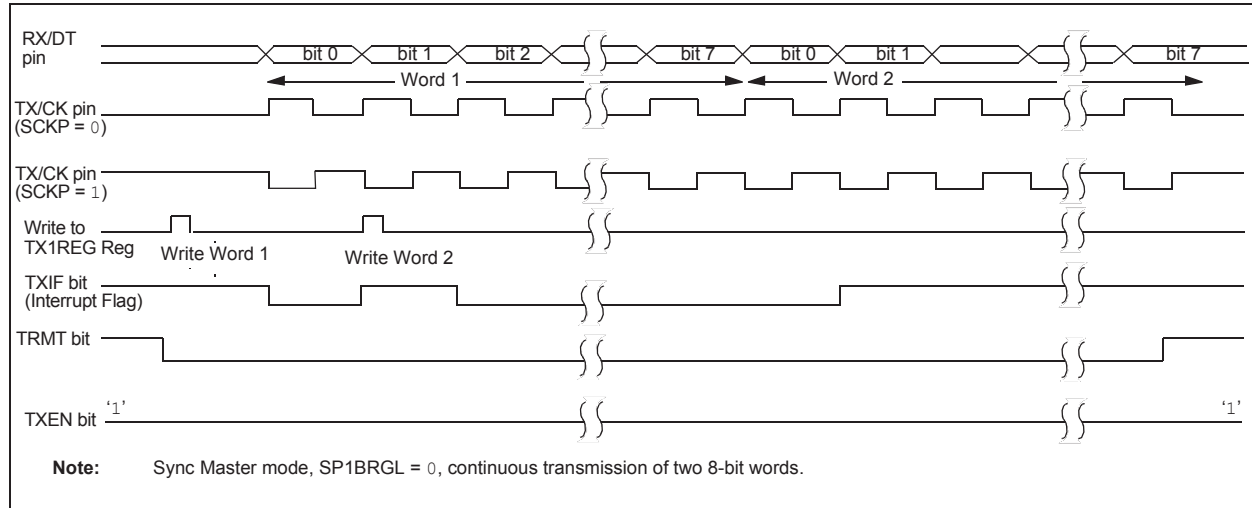 RX/DT
pin
bit 0 bit 1 bit 2 bit 7 bit 0 bit 1 bit 7
Word 1 Word 2
TX/CK pin
(SCKP = 0)
TX/CK pin
(SCKP = 1)
Write to
TX1REG Reg
Write Word 1 Write Word 2
TXIF bit
(Interrupt Flag)
TRMT bit
TXEN bit ‘1’ ‘1’
Note: Sync Master mode, SP1BRGL = 0, continuous transmission of two 8-bit words.